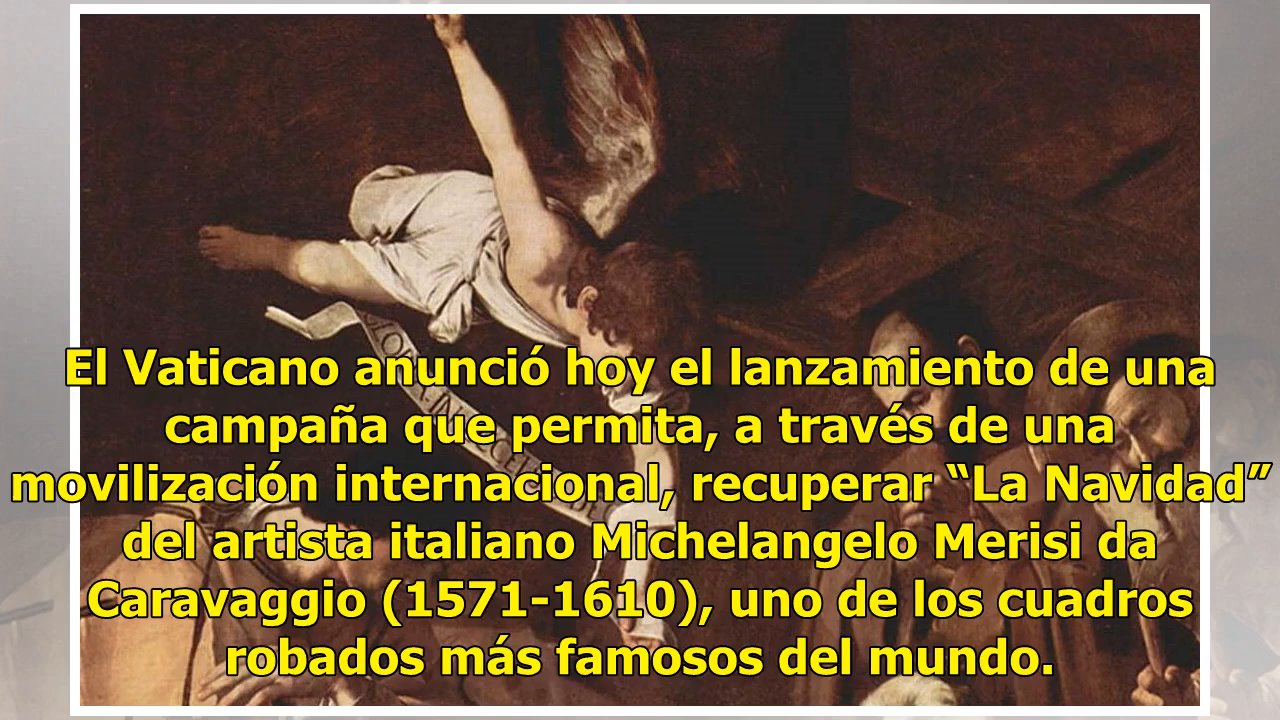 El Vaticano anunció hoy el lanzamiento de una
campaña que permita, a través de una
movilización internacional, recuperar “La Navidad”
del artista italiano Michelangelo Merisi da
Caravaggio (1571-1610), uno de los cuadros
robados más famosos del mundo.